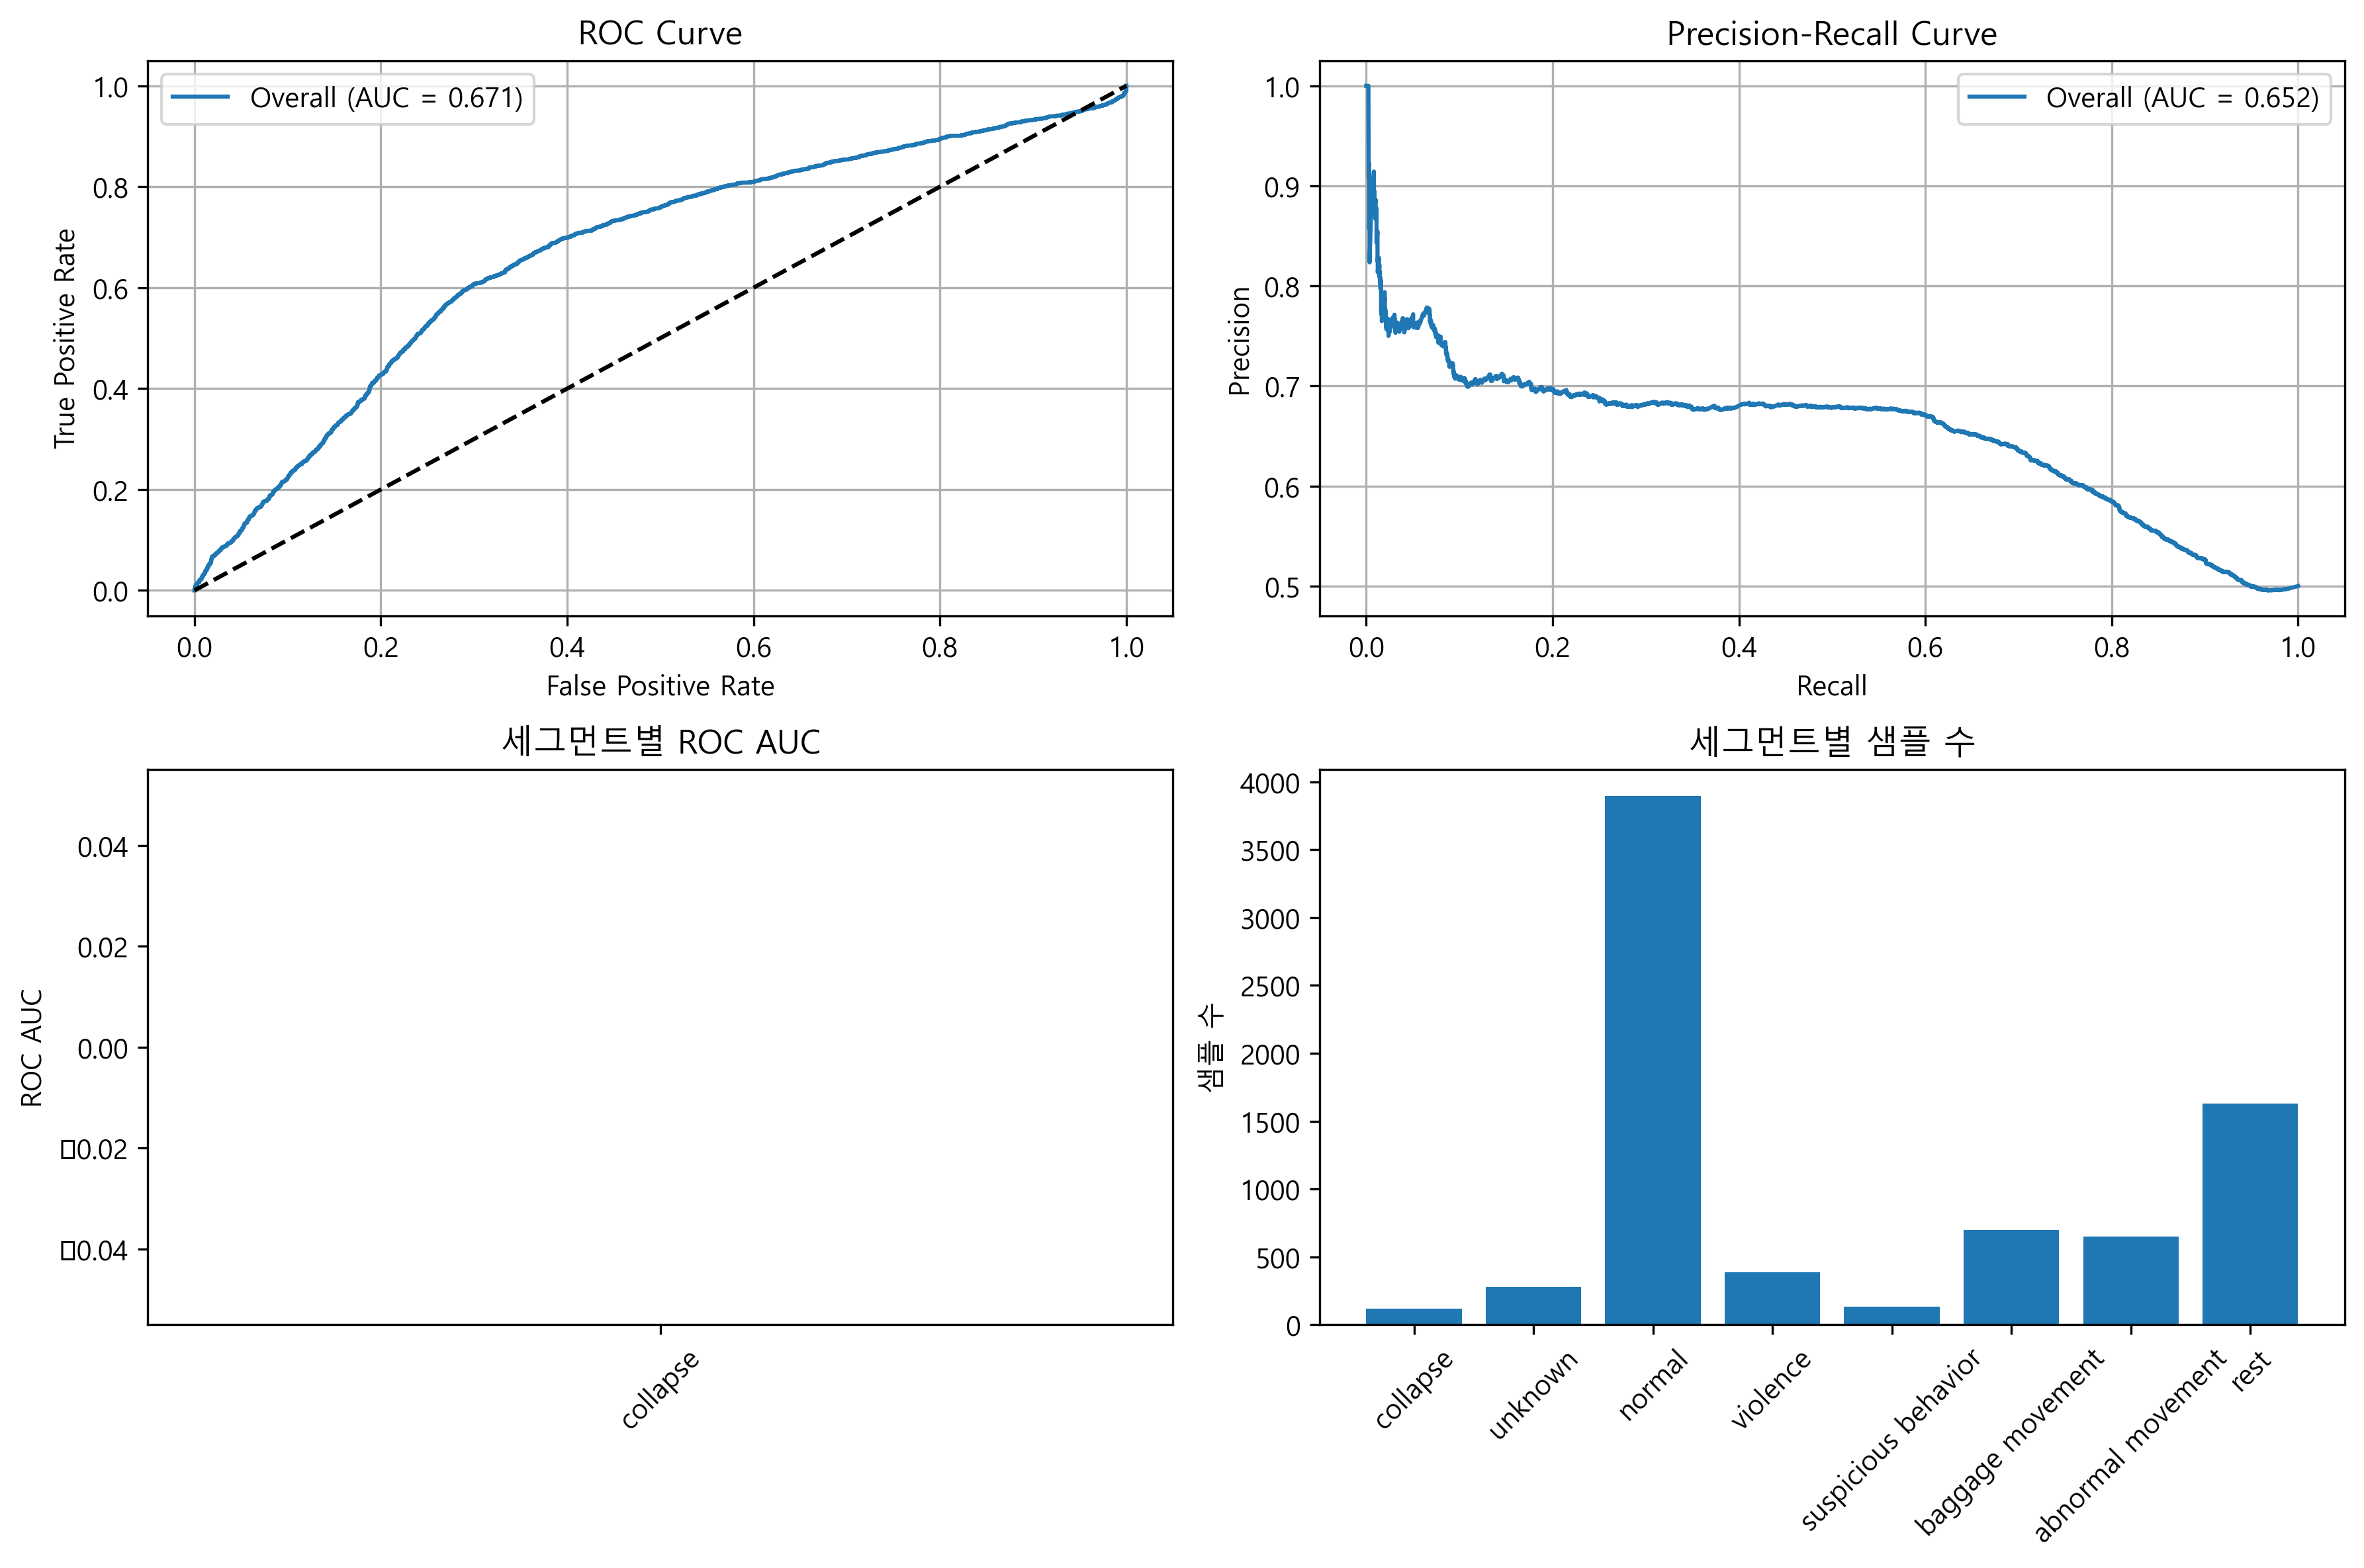 ROC Curve
Overall (AUC = 0.671)
True Positive Rate
1.0
0.8
0.6
0.4
0.2
0.0
0.0 0.2 0.4 0.6 0.8 1.0
False Positive Rate
Precision-Recall Curve
Overall (AUC = 0.652)
Precision
1.0
0.9
0.8
0.7
0.6
0.5
0.0 0.2 0.4 0.6 0.8 1.0
Recall
세그먼트별 ROC AUC
ROC AUC
0.04
0.02
0.00
□0.02
□0.04
collapse
세그먼트별 샘플 수
샘플 수
4000
3500
3000
2500
2000
1500
1000
500
0
collapse
unknown
normal
violence
suspicious behavior
baggage movement
abnormal movement
rest